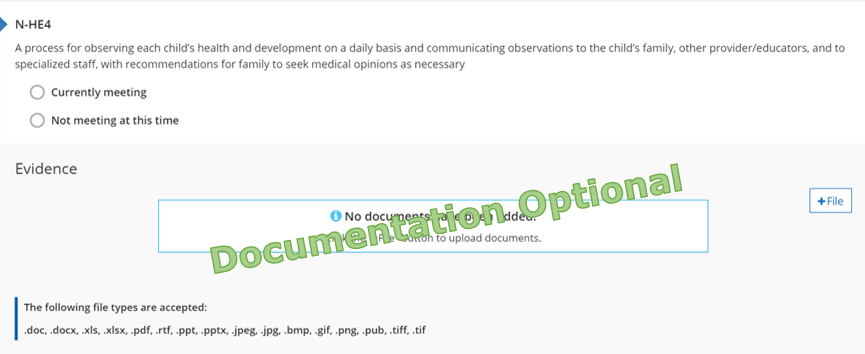 N-HE4
A process for observing each child's health and development on a daily basis and communicating observations to the child's family, other provider/educators, and to
specialized staff, with recommendations for family to seek medical opinions as necessary
Currently meeting
Not meeting at this time
Evidence
No documents
Documentation Optional
+File
to upload documents.
The following file types are accepted:
.doc, .docx, .xls, .xlsx, .pdf, .rtf, .ppt, .pptx, .jpeg, .jpg, .bmp, .gif, .png, .pub, .tiff, .tif